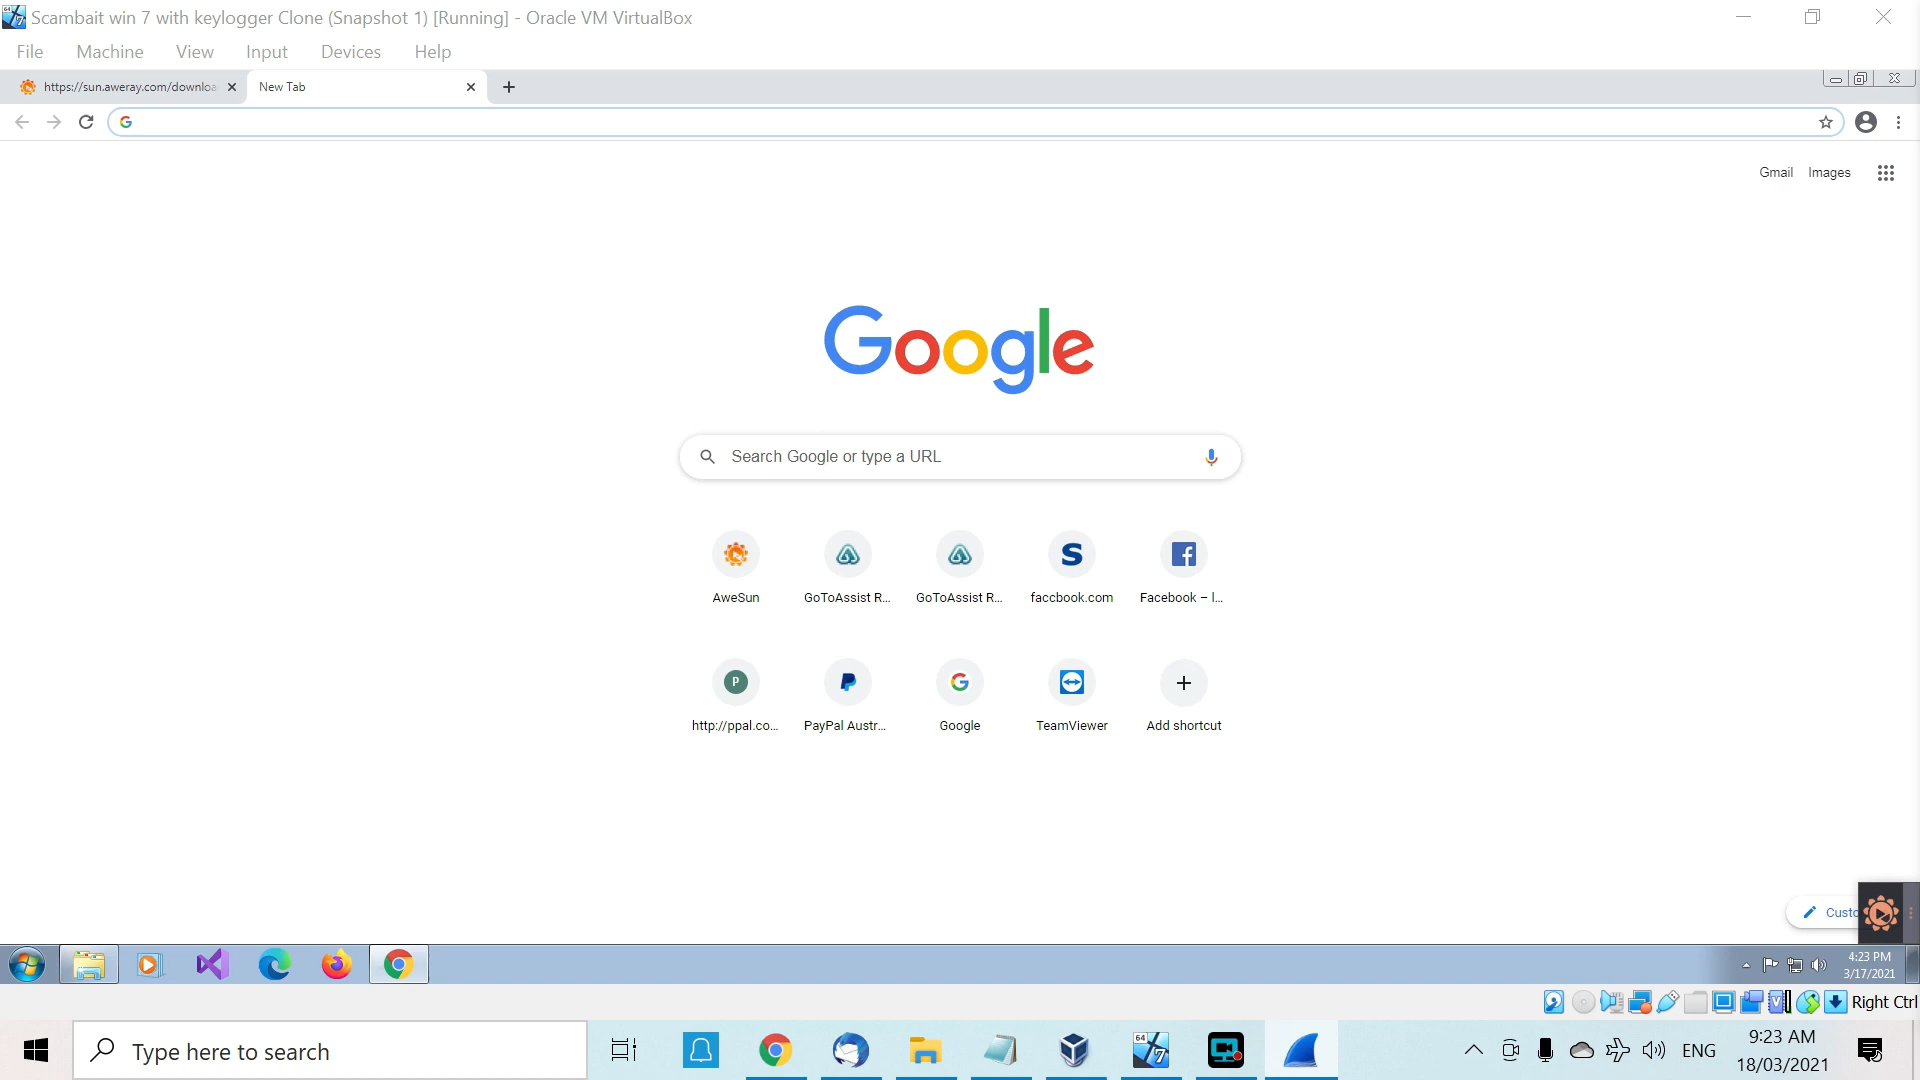 Scambait win 7 with keylogger Clone (Snapshot 1) [Running] - Oracle VM VirtualBox
File Machine View Input Devices Help
https://sun.aweray.com/downloa
New Tab
Gmail Images
Google
Search Google or type a URL
AweSun
GoToAssist R...
GoToAssist R...
faccbook.com
Facebook – l...
http://ppal.co...
PayPal Austr...
Google
TeamViewer
Add shortcut
Custo
4:23 PM
3/17/2021
Right Ctrl
Type here to search
ENG
9:23 AM
18/03/2021